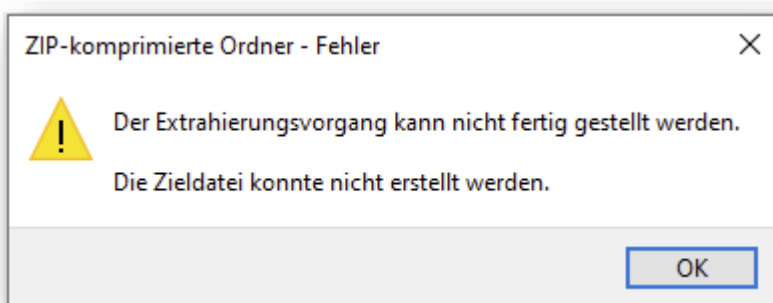 ZIP-komprimierte Ordner - Fehler
Der Extrahierungsvorgang kann nicht fertig gestellt werden.
Die Zieldatei konnte nicht erstellt werden.
OK